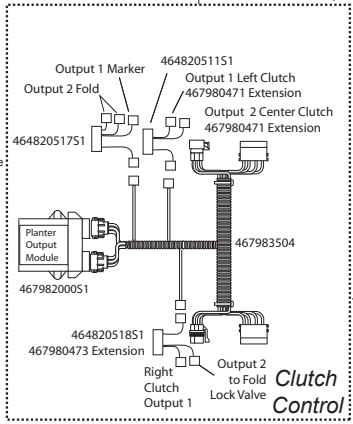 464820511S1
Output 1 Marker
Output 1 Left Clutch
Output 2 Fold
467980471 Extension
Output 2 Center Clutch
464820517S1
467980471 Extension
e
Planter
Output
Module
467983504
467982000S1
464820518S1
467980473 Extension
Right
Clutch
Output 1
Output 2
to Fold
Lock Valve
Clutch
Control